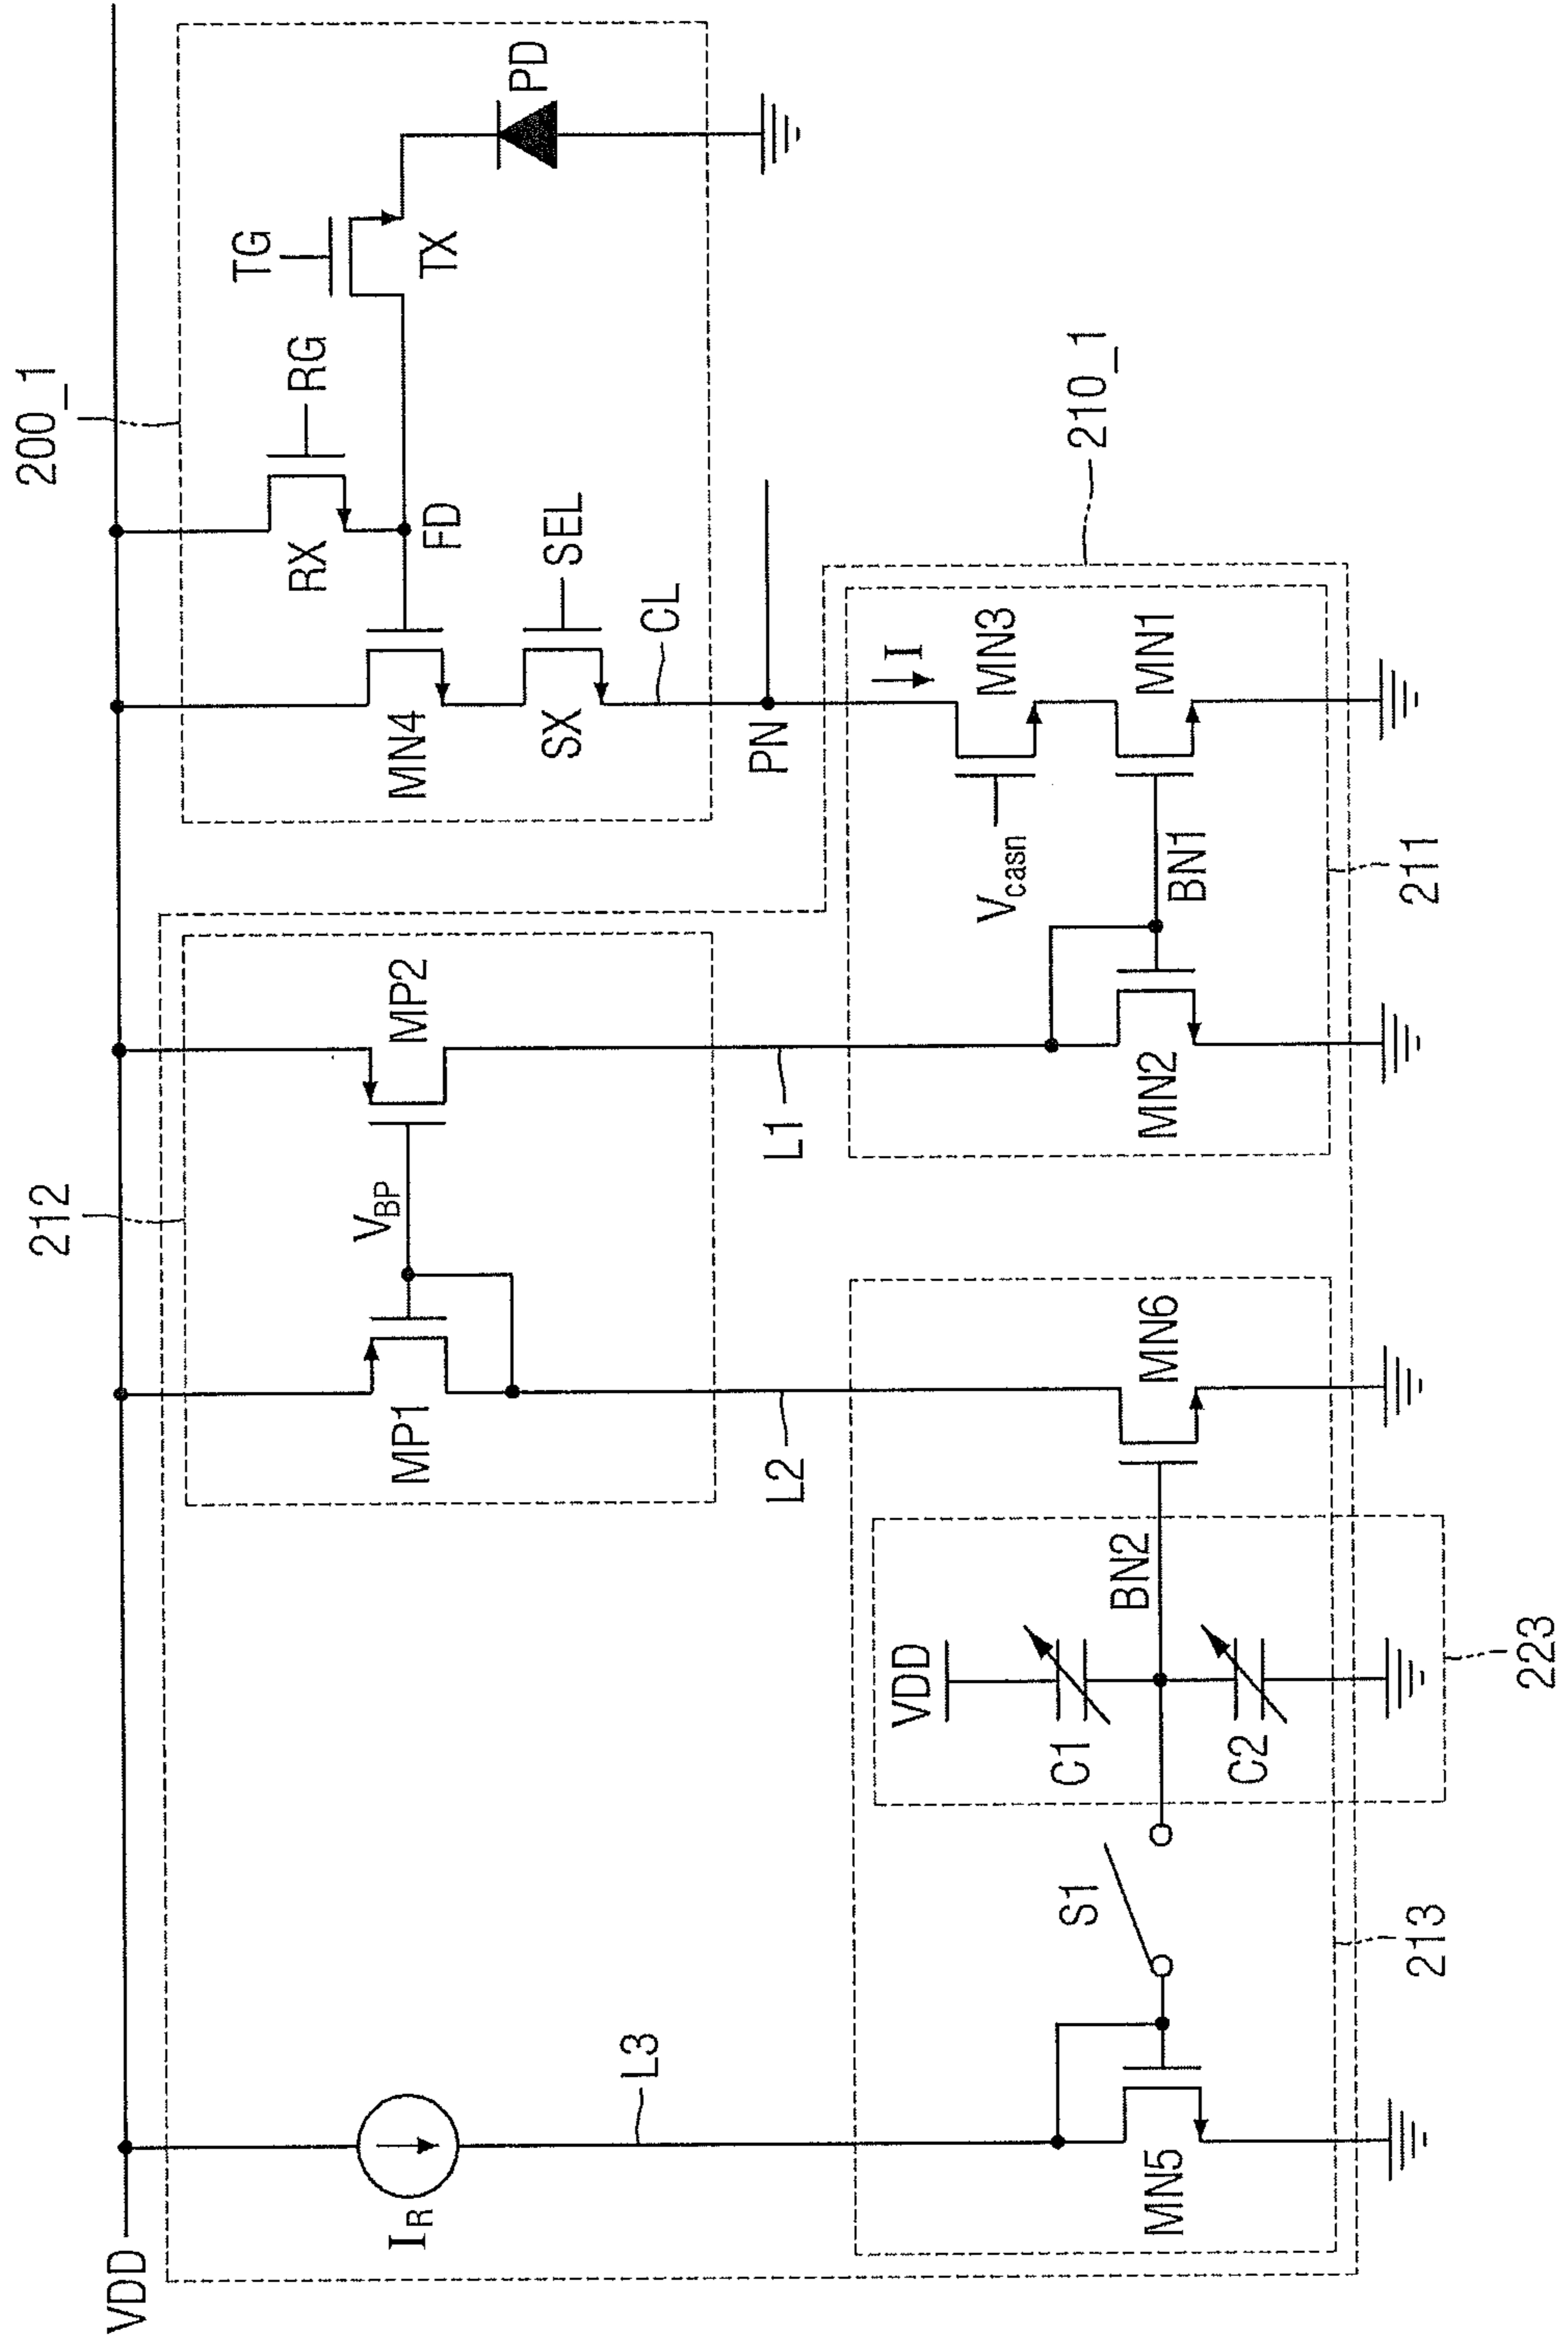 200_1
TG
PD
RG
TX
RX
FD
SEL
MN4
SX
CL
PN
210_1
I
MN3
Vcasn
MN1
BN1
211
MN2
212
MP2
VBP
MP1
L1
L2
MN6
BN2
VDD
C1
C2
223
S1
213
L3
MN5
IR
VDD